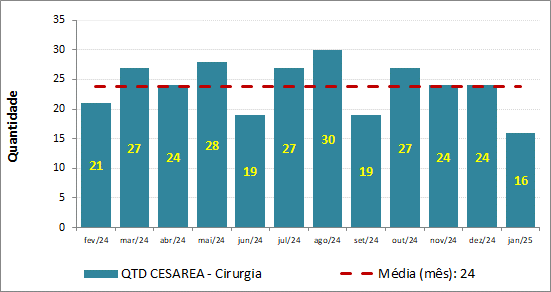 35
30
25
20
15
10
5
0
Quantidade
21 27 24 28 19 27 30 19 27 24 24 16
fev/24 mar/24 abr/24 mai/24 jun/24 jul/24 ago/24 set/24 out/24 nov/24 dez/24 jan/25
QTD CESAREA - Cirurgia Média (mês): 24